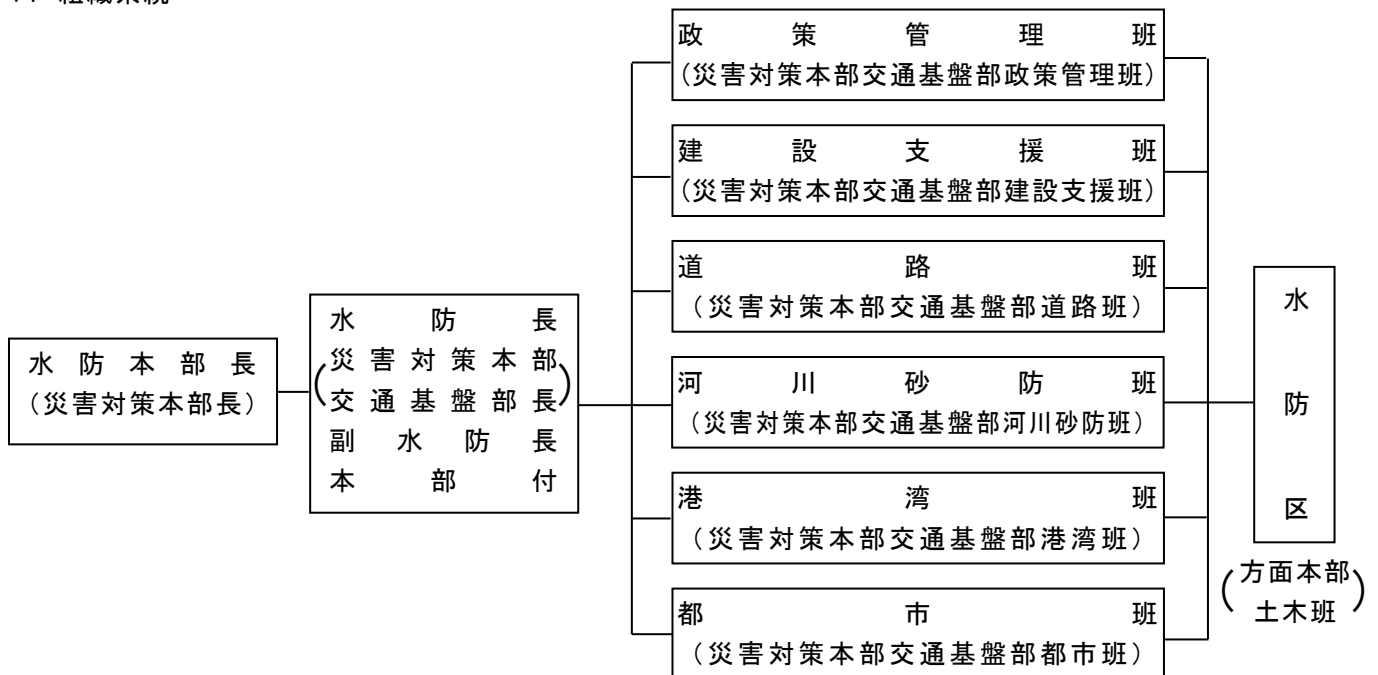 水防本部長
(災害対策本部長)
水防長
(災害対策本部
交通基盤部長)
副水防長
本部付
政策管理班
(災害対策本部交通基盤部政策管理班)
建設支援班
(災害対策本部交通基盤部建設支援班)
道路班
(災害対策本部交通基盤部道路班)
河川砂防班
(災害対策本部交通基盤部河川砂防班)
港湾班
(災害対策本部交通基盤部港湾班)
都市班
(災害対策本部交通基盤部都市班)
水防区
(方面本部
土木班)